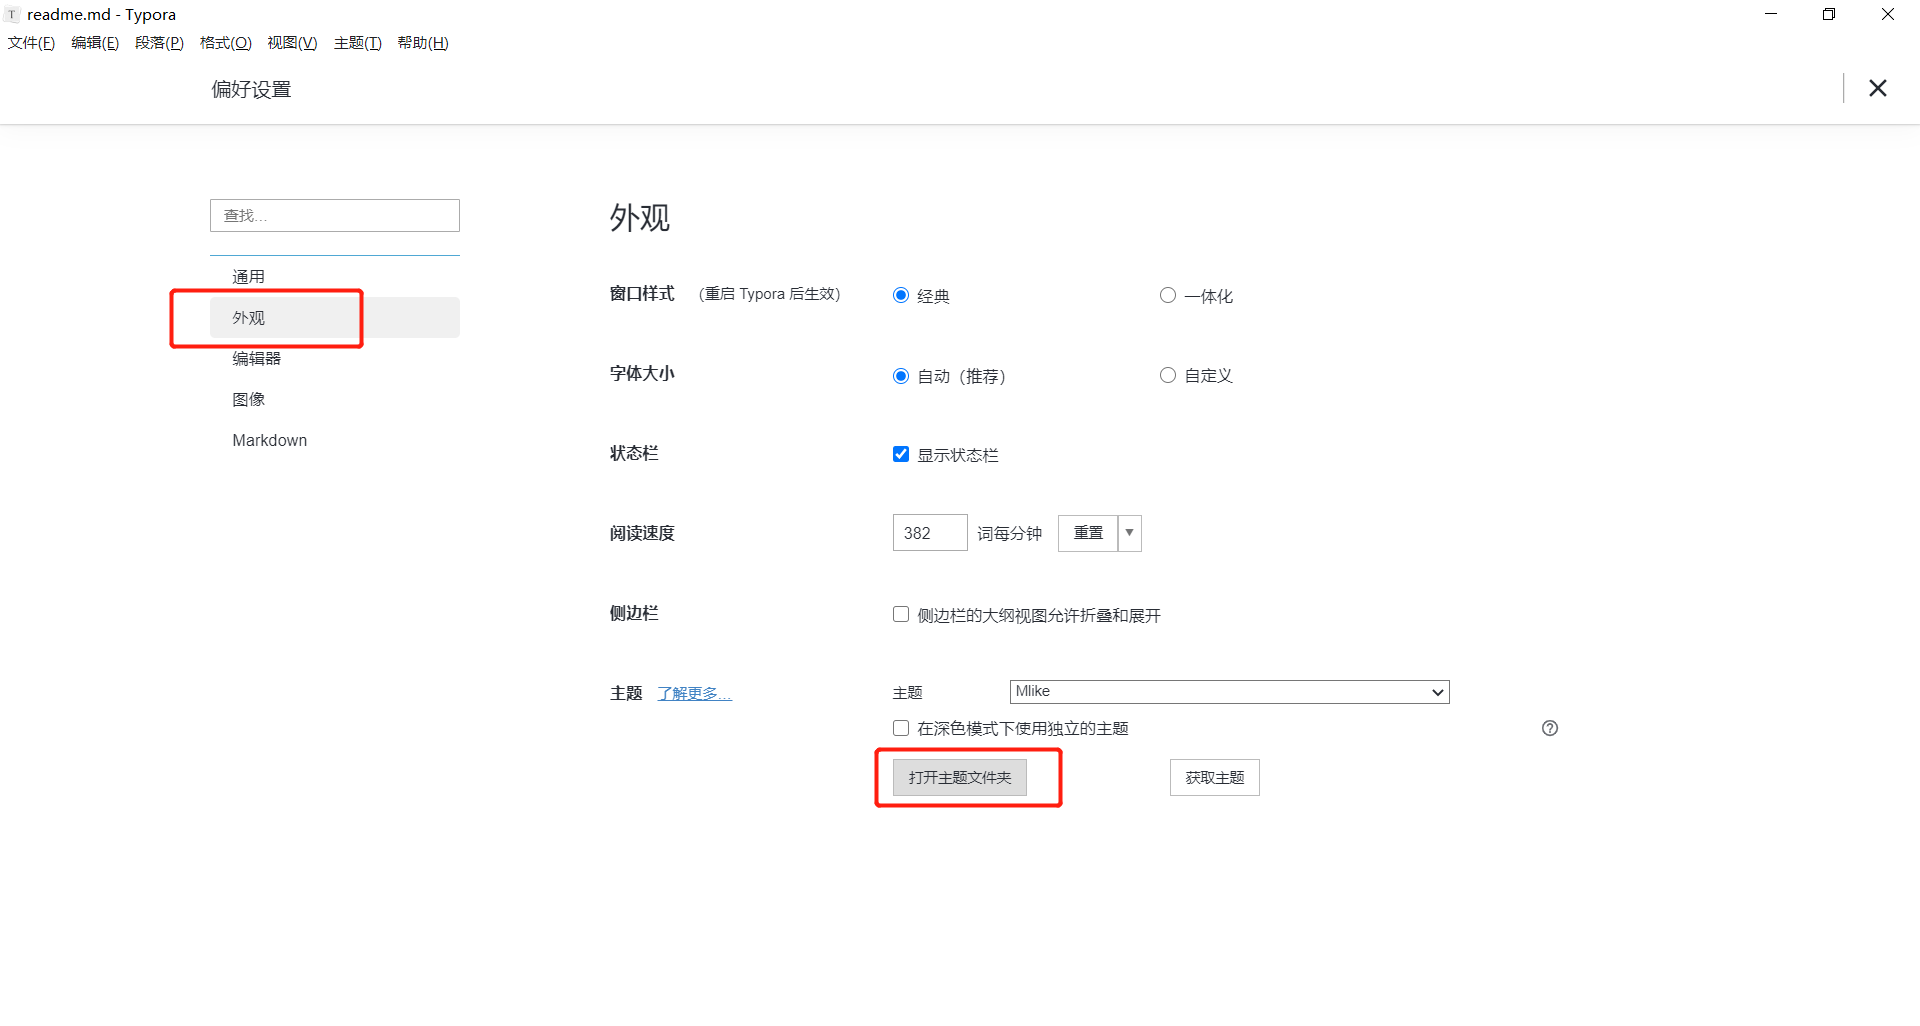 readme.md - Typora
文件(F) 编辑(E) 段落(P) 格式(O) 视图(V) 主题(T) 帮助(H)
偏好设置
查找...
通用
外观
编辑器
图像
Markdown
外观
窗口样式 (重启 Typora 后生效) 经典 一体化
字体大小 自动（推荐） 自定义
状态栏 显示状态栏
阅读速度 382 词每分钟 重置
侧边栏 侧边栏的大纲视图允许折叠和展开
主题 了解更多... 主题 Mlike
在深色模式下使用独立的主题
打开主题文件夹 获取主题